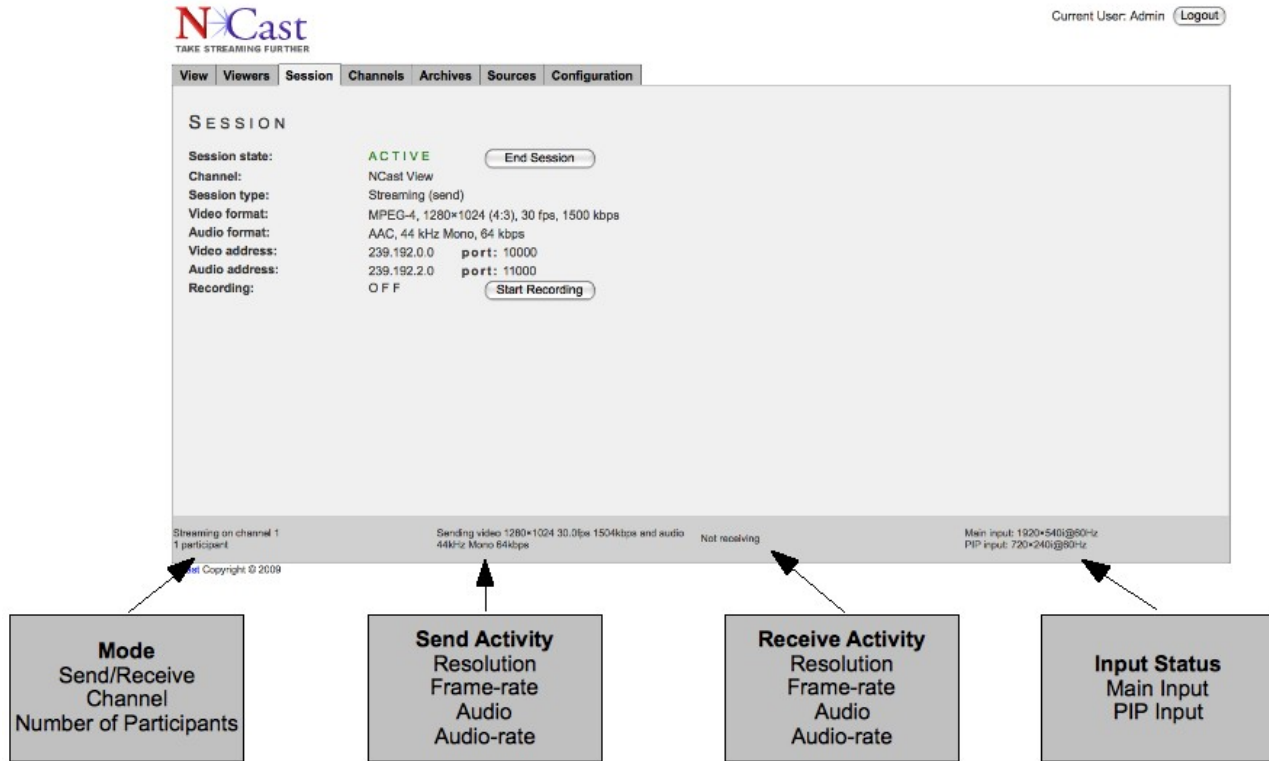 NCast
TAKE STREAMING FURTHER
Current User: Admin Logout
View Viewers Session Channels Archives Sources Configuration
SESSION
Session state: ACTIVE End Session
Channel: NCast View
Session type: Streaming (send)
Video format: MPEG-4, 1280×1024 (4:3), 30 fps, 1500 kbps
Audio format: AAC, 44 kHz Mono, 64 kbps
Video address: 239.192.0.0 port: 10000
Audio address: 239.192.2.0 port: 11000
Recording: OFF Start Recording
Streaming on channel 1
1 participant
Sending video 1280×1024 30.0fps 1504kbps and audio
44kHz Mono 64kbps
Not receiving
Main input: 1920×540i@60Hz
PIP input: 720×240i@60Hz
Copyright © 2009
Mode
Send/Receive
Channel
Number of Participants
Send Activity
Resolution
Frame-rate
Audio
Audio-rate
Receive Activity
Resolution
Frame-rate
Audio
Audio-rate
Input Status
Main Input
PIP Input